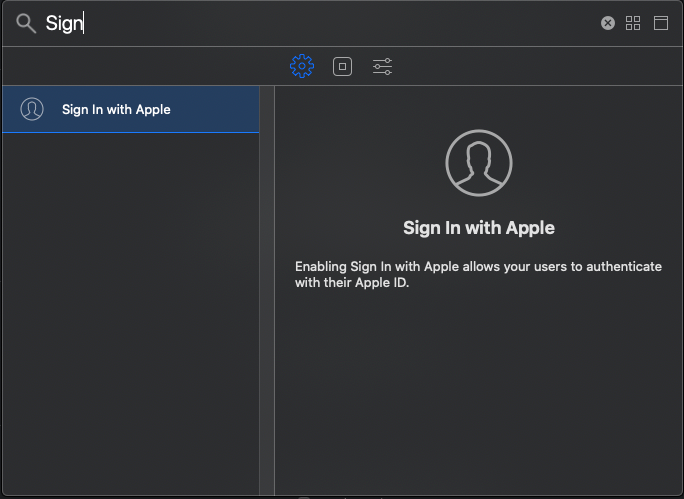 Sign
Sign In with Apple
Sign In with Apple
Enabling Sign In with Apple allows your users to authenticate
with their Apple ID.